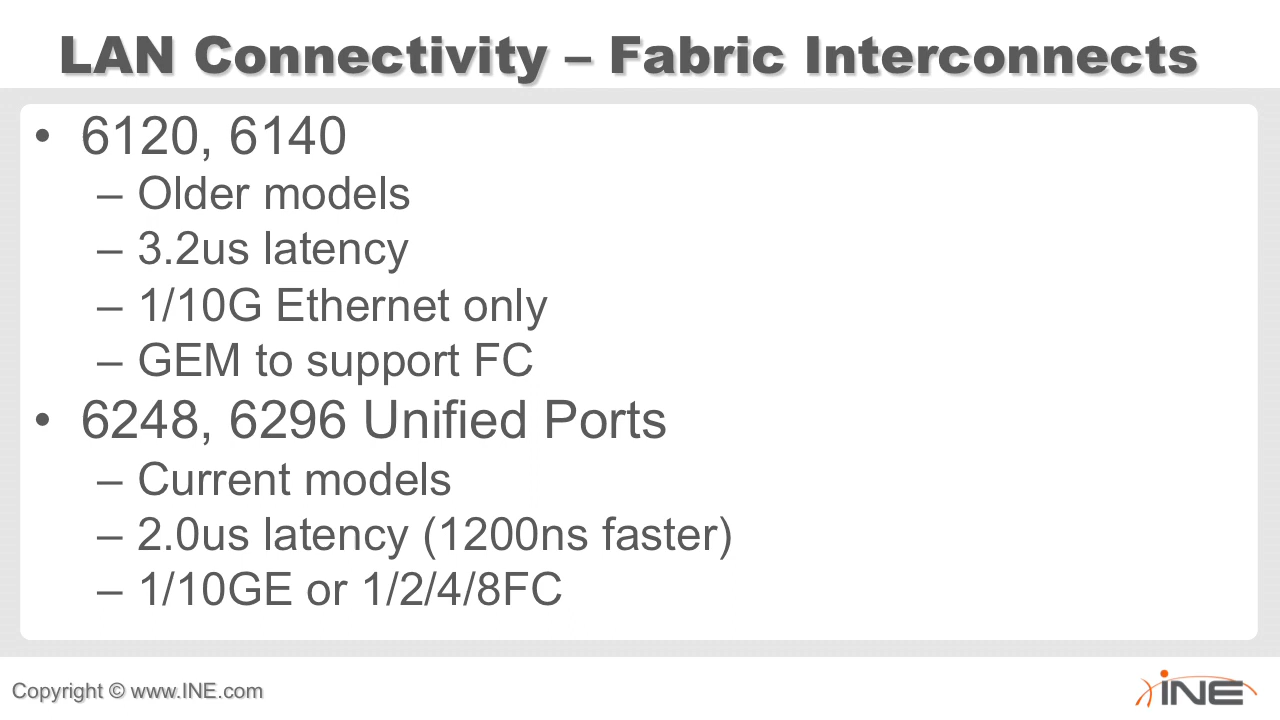 LAN Connectivity – Fabric Interconnects
• 6120, 6140
– Older models
– 3.2us latency
– 1/10G Ethernet only
– GEM to support FC
• 6248, 6296 Unified Ports
– Current models
– 2.0us latency (1200ns faster)
– 1/10GE or 1/2/4/8FC
Copyright © www.INE.com
INE